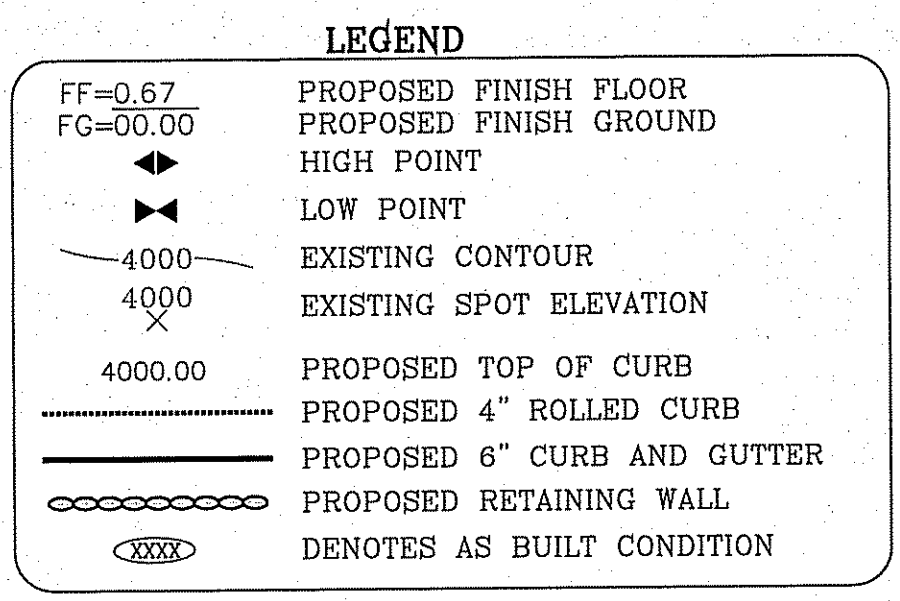 LEGEND
FF=0.67 PROPOSED FINISH FLOOR
FG=00.00 PROPOSED FINISH GROUND
HIGH POINT
LOW POINT
4000 EXISTING CONTOUR
4000 EXISTING SPOT ELEVATION
4000.00 PROPOSED TOP OF CURB
PROPOSED 4" ROLLED CURB
PROPOSED 6" CURB AND GUTTER
PROPOSED RETAINING WALL
XXXX DENOTES AS BUILT CONDITION